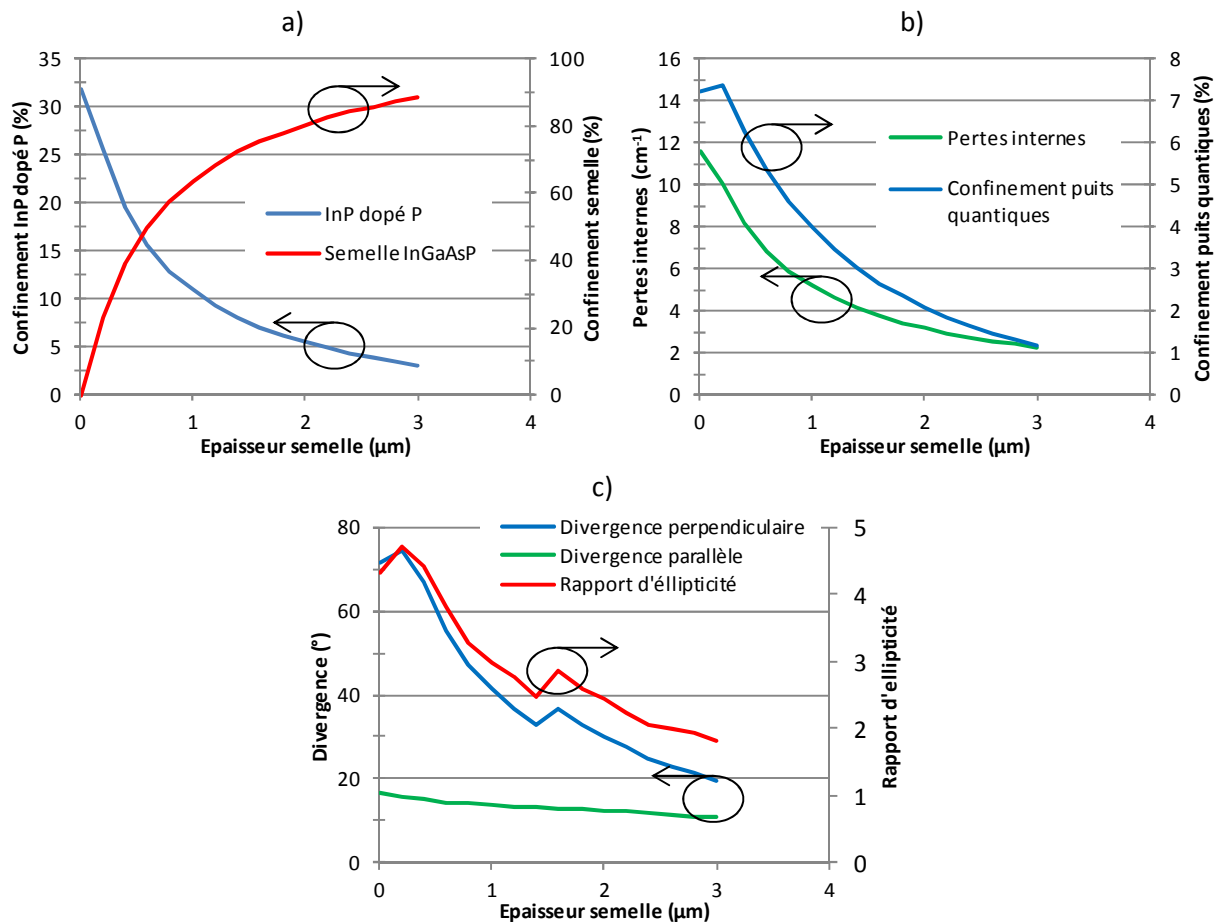 a)
Confinement InP dopé P (%)
35
30
25
20
15
10
5
0
100
80
60
40
20
0
Confinement semelle (%)
InP dopé P
Semelle InGaAsP
0 1 2 3 4
Epaisseur semelle (µm)
b)
Pertes internes (cm⁻¹)
16
14
12
10
8
6
4
2
0
8
7
6
5
4
3
2
1
0
Confinement puits quantiques (%)
Pertes internes
Confinement puits
quantiques
0 1 2 3 4
Epaisseur semelle (µm)
c)
Divergence (°)
80
60
40
20
0
5
4
3
2
1
0
Rapport d'ellipticité
Divergence perpendiculaire
Divergence parallèle
Rapport d'éllipticité
0 1 2 3 4
Epaisseur semelle (µm)